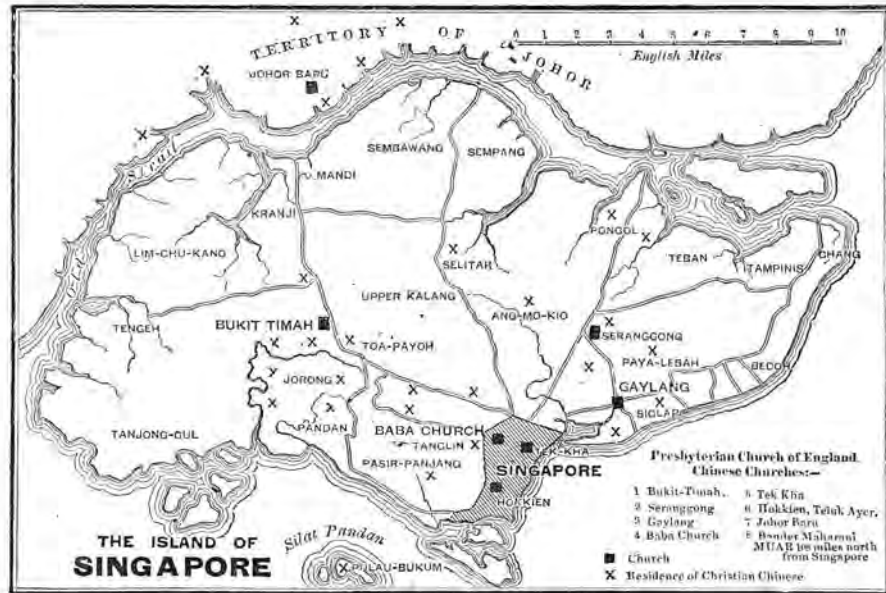 TERRITORY OF
JOHOR
JOHOR BARU
0 1 2 3 4 5 6 7 8 9 10
English Miles
Strait
SEMBAWANG
SEMPANG
MANDI
KRANJI
PONGOL
LIM-CHU-KANG
SELITAR
TEBAN
TAMPINIS
CHANGI
UPPER KALANG
ANG-MO-KIO
TENGEH
BUKIT TIMAH
SERANGGONG
TOA-PAYOH
PAYA-LEBAH
BEDOH
JORONG
GAYLANG
SIGLAP
PANDAN
BABA CHURCH
TANJONG-GUL
TANGLIN
TEK-KHA
SINGAPORE
PASIR-PANJANG
HOKKIEN
Presbyterian Church of England
Chinese Churches:—
1 Bukit-Timah.
2 Seranggong
3 Gaylang
4 Baba Church
5 Tek Kha
6 Hokkien, Teluk Ayer.
7 Johor Baru
8 Bander Maharani
MUAR 108 miles north
from Singapore
Church
X Residence of Christian Chinese
Silat Pandan
PULAU-BUKUM
THE ISLAND OF
SINGAPORE